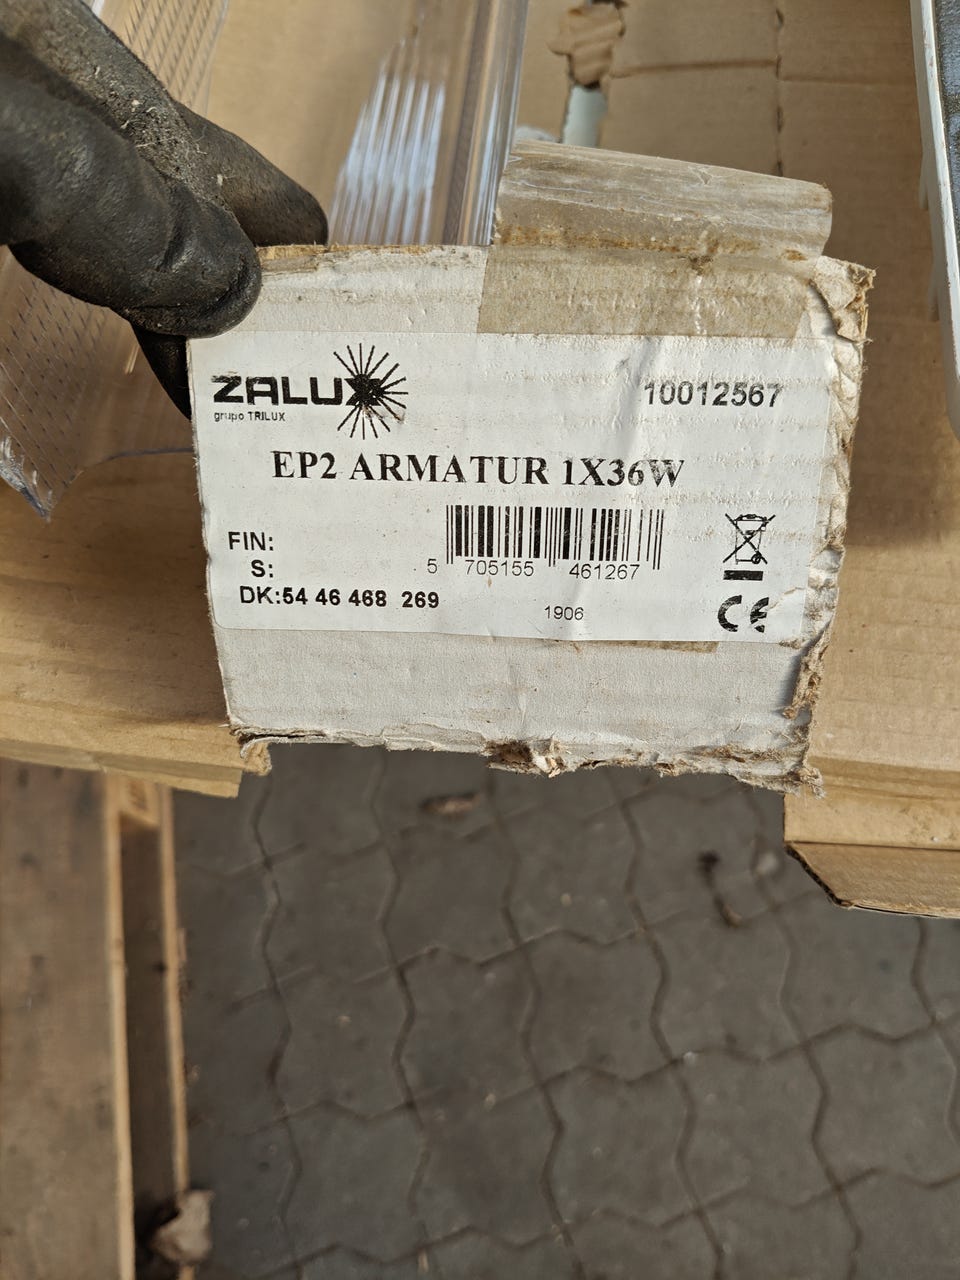 ZALUX
grupo TRILUX
10012567
EP2 ARMATUR 1X36W
FIN:
S:
DK:54 46 468 269
5 705155 461267
1906
CE